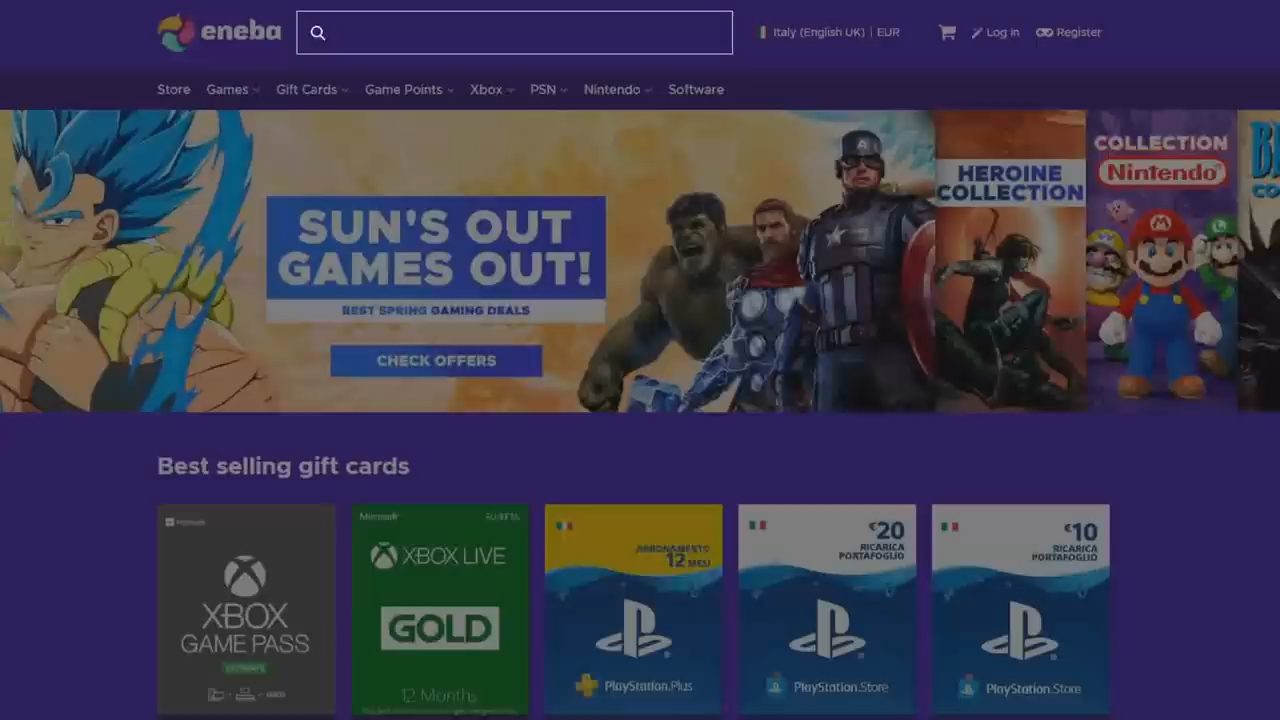 eneba
Italy (English UK) | EUR
Log in
Register
Store
Games
Gift Cards
Game Points
Xbox
PSN
Nintendo
Software
SUN'S OUT
GAMES OUT!
BEST SPRING GAMING DEALS
CHECK OFFERS
HEROINE
COLLECTION
COLLECTION
Nintendo
Best selling gift cards
Microsoft
XBOX
GAME PASS
ULTIMATE
Microsoft
XBOX LIVE
GOLD
12 Months
ABBONAMENTO
12 MESI
PlayStation.Plus
€20
RICARICA
PORTAFOGLIO
PlayStation.Store
€10
RICARICA
PORTAFOGLIO
PlayStation.Store